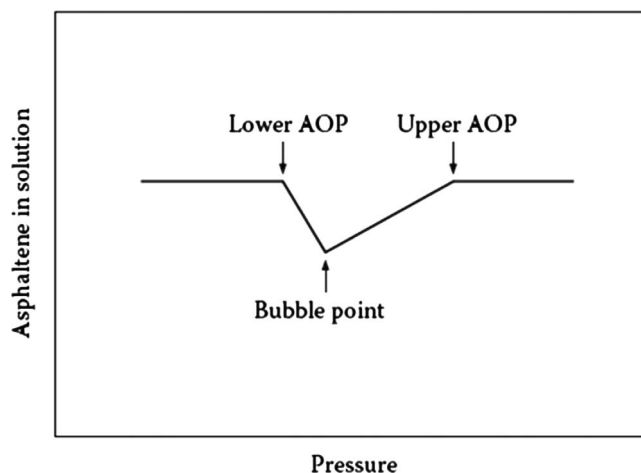 Lower AOP
Upper AOP
Asphaltene in solution
Bubble point
Pressure